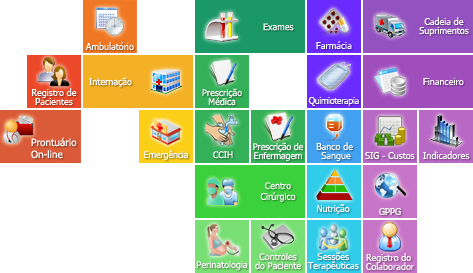 Ambulatório
Exames
Farmácia
Cadeia de
Suprimentos
Registro de
Pacientes
Internação
Prescrição
Médica
Quimioterapia
Financeiro
Prontuário
On-line
Emergência
CCIH
Prescrição de
Enfermagem
Banco de
Sangue
SIG - Custos
Indicadores
Centro
Cirúrgico
Nutrição
GPPG
Perinatologia
Controles
do Paciente
Sessões
Terapêuticas
Registro do
Colaborador